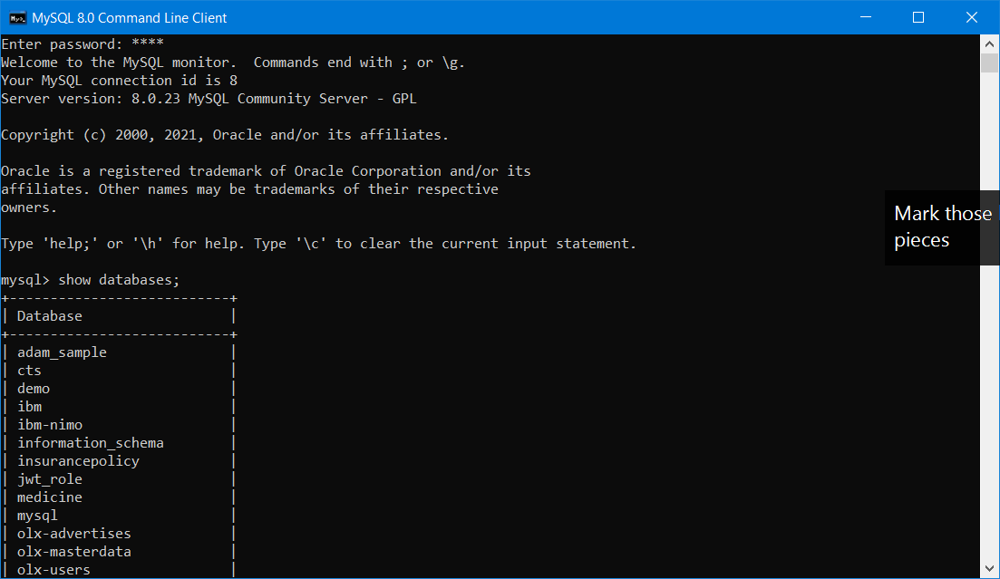 MySQL 8.0 Command Line Client
Enter password: ****
Welcome to the MySQL monitor.  Commands end with ; or \g.
Your MySQL connection id is 8
Server version: 8.0.23 MySQL Community Server - GPL
Copyright (c) 2000, 2021, Oracle and/or its affiliates.
Oracle is a registered trademark of Oracle Corporation and/or its
affiliates. Other names may be trademarks of their respective
owners.
Type 'help;' or '\h' for help. Type '\c' to clear the current input statement.
mysql> show databases;
+---------------------------+
| Database                  |
+---------------------------+
| adam_sample               |
| cts                       |
| demo                      |
| ibm                       |
| ibm-nimo                  |
| information_schema        |
| insurancepolicy           |
| jwt_role                  |
| medicine                  |
| mysql                     |
| olx-advertises            |
| olx-masterdata            |
| olx-users                 |
Mark those
pieces